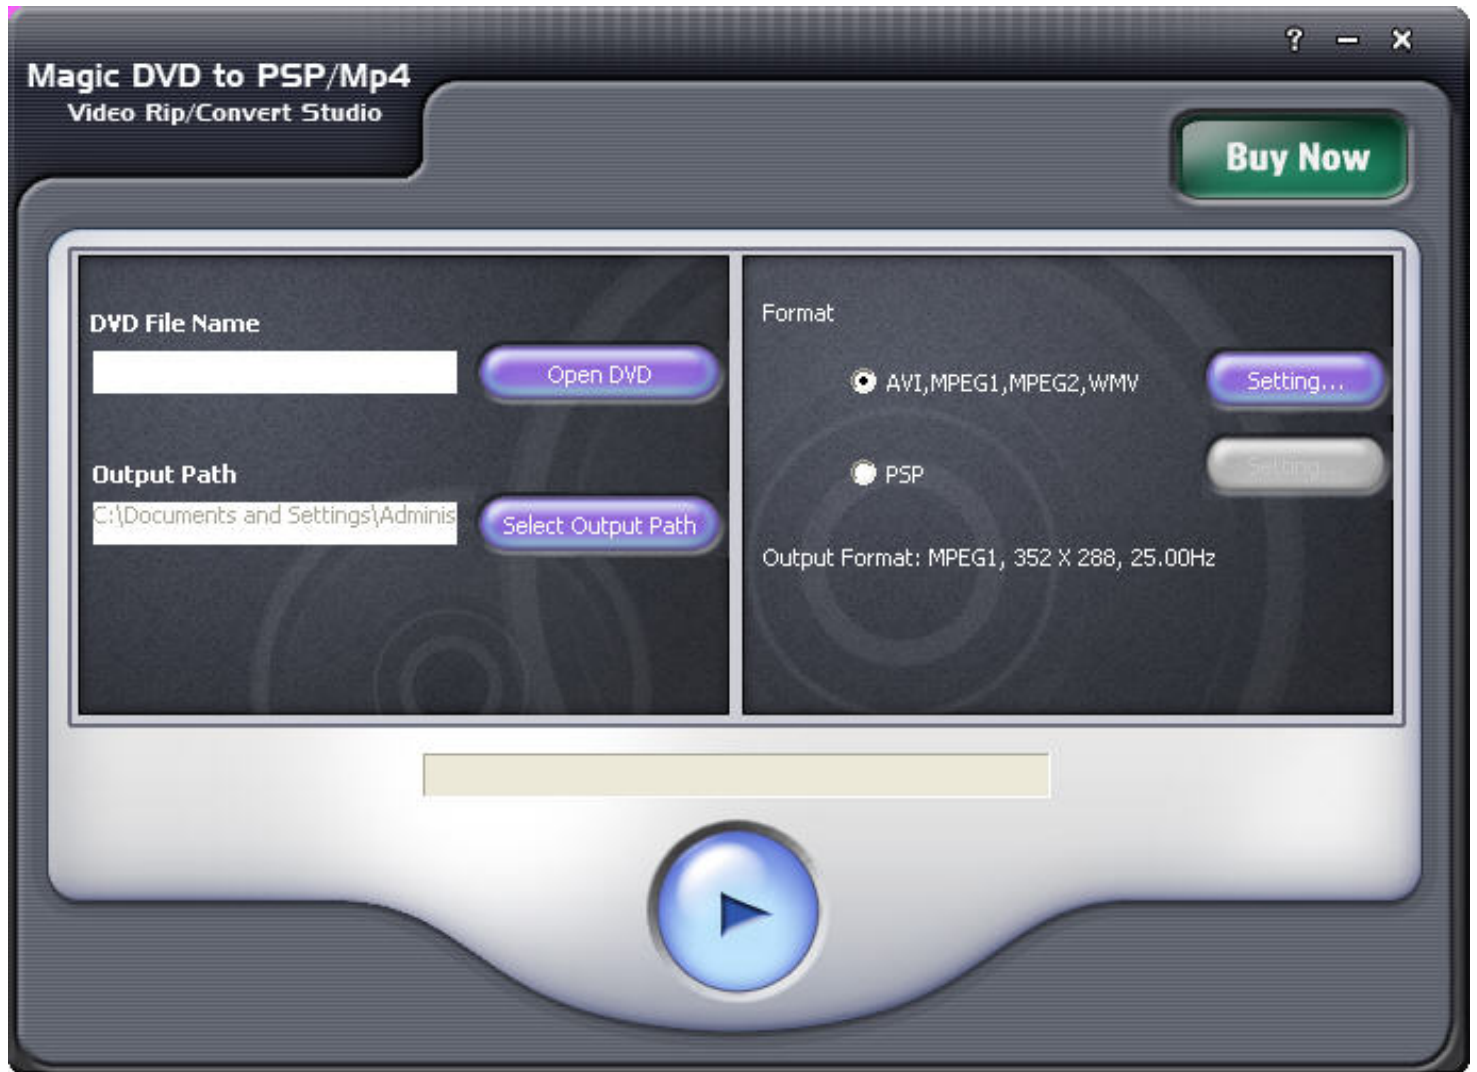 Magic DVD to PSP/Mp4
Video Rip/Convert Studio
? – ×
Buy Now
DVD File Name
Open DVD
Output Path
C:\Documents and Settings\Adminis
Select Output Path
Format
AVI,MPEG1,MPEG2,WMV
Setting...
PSP
Setting...
Output Format: MPEG1, 352 X 288, 25.00Hz